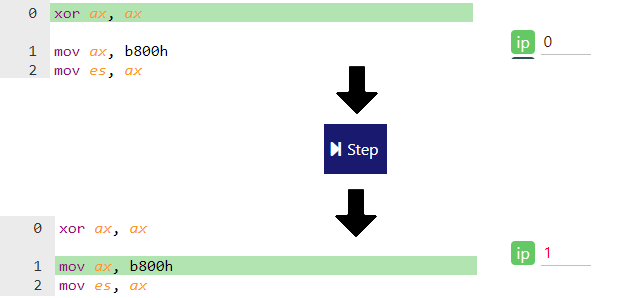 0 xor ax, ax
ip 0
1 mov ax, b800h
2 mov es, ax
Step
0 xor ax, ax
ip 1
1 mov ax, b800h
2 mov es, ax